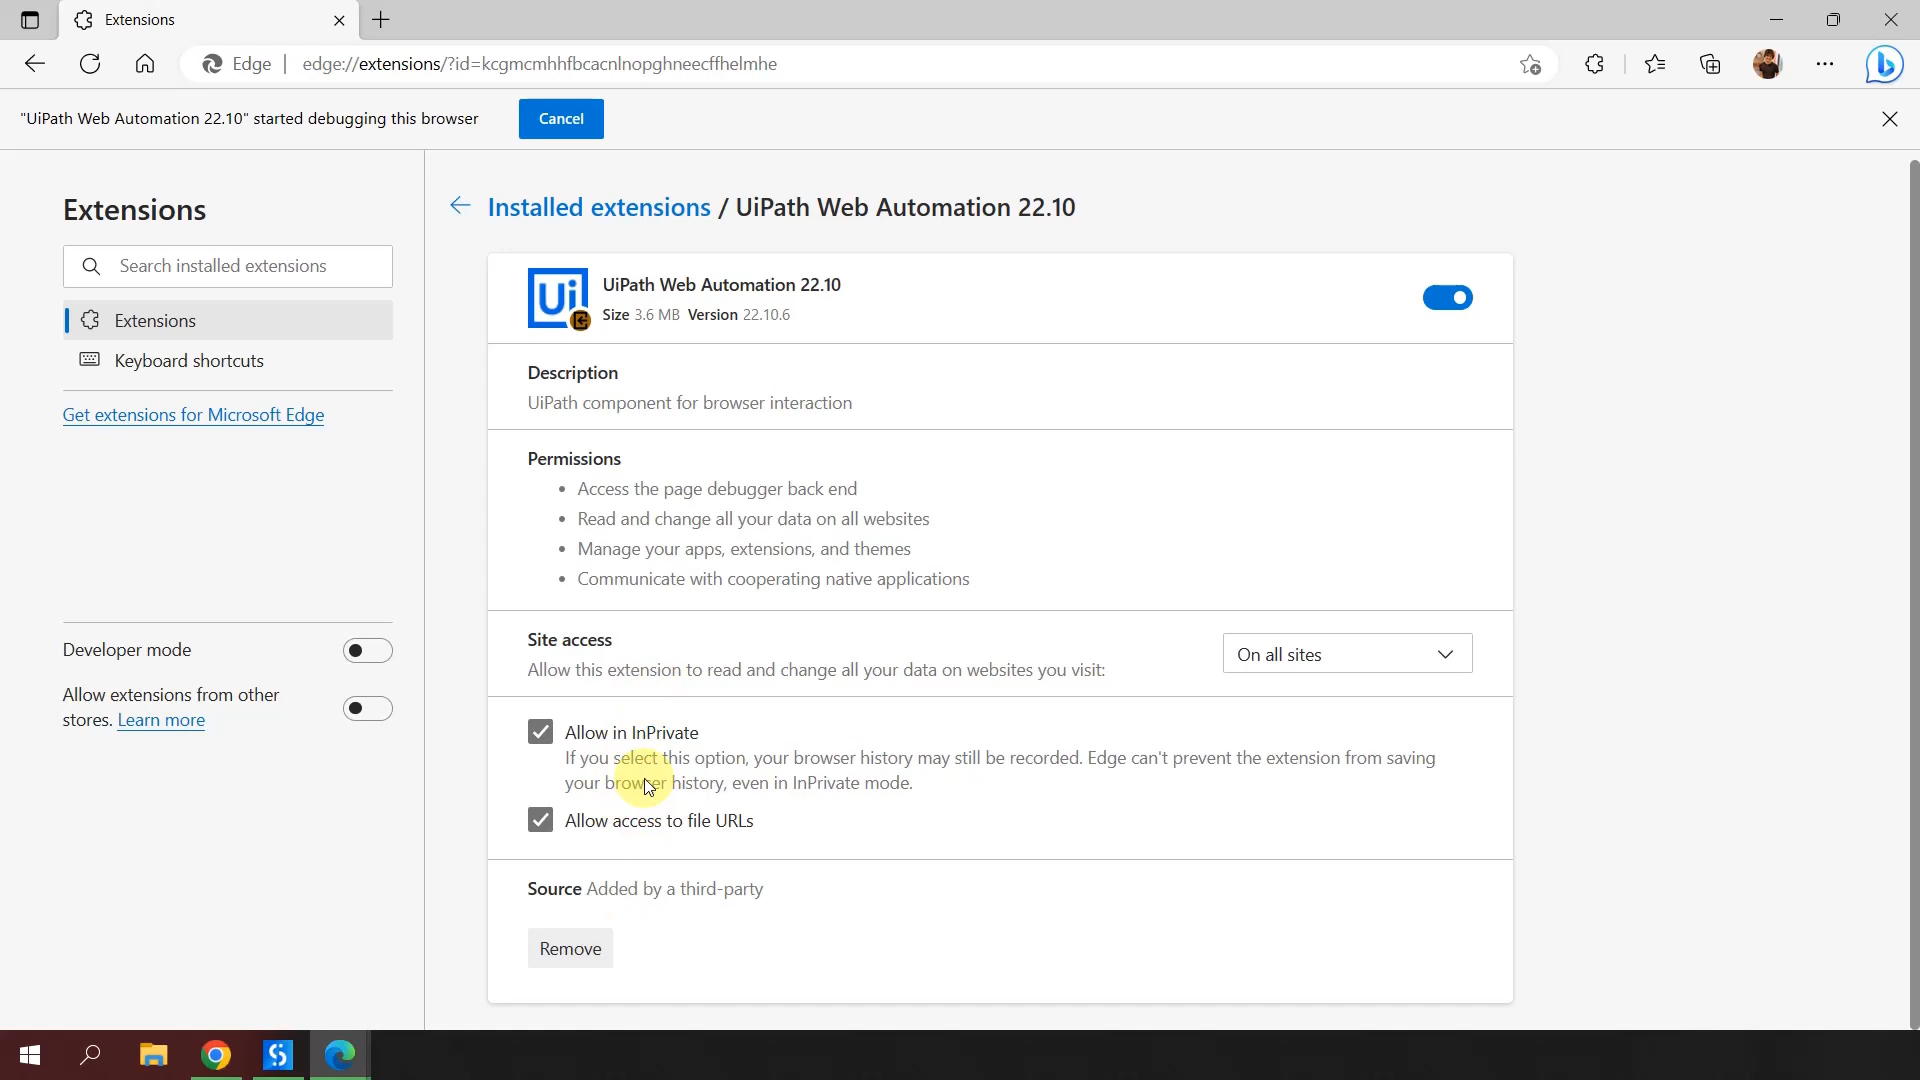 Extensions
Edge
edge://extensions/?id=kcgmcmhhfbcacnlnopghneecffhelmhe
"UiPath Web Automation 22.10" started debugging this browser
Cancel
Extensions
Search installed extensions
Extensions
Keyboard shortcuts
Get extensions for Microsoft Edge
Developer mode
Allow extensions from other
stores. Learn more
Installed extensions / UiPath Web Automation 22.10
Ui
UiPath Web Automation 22.10
Size 3.6 MB Version 22.10.6
Description
UiPath component for browser interaction
Permissions
• Access the page debugger back end
• Read and change all your data on all websites
• Manage your apps, extensions, and themes
• Communicate with cooperating native applications
Site access
Allow this extension to read and change all your data on websites you visit:
On all sites
Allow in InPrivate
If you select this option, your browser history may still be recorded. Edge can't prevent the extension from saving
your browser history, even in InPrivate mode.
Allow access to file URLs
Source Added by a third-party
Remove